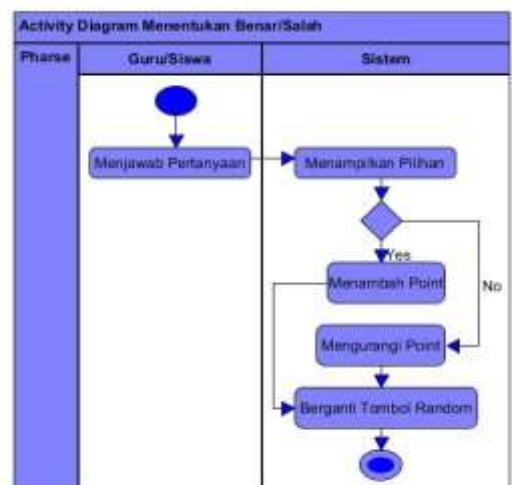 Activity Diagram Menentukan Benar/Salah
Pharse
Guru/Siswa
Sistem
Menjawab Pertanyaan
Menampilkan Pilihan
Yes
Menambah Point
No
Mengurangi Point
Berganti Tombol Random